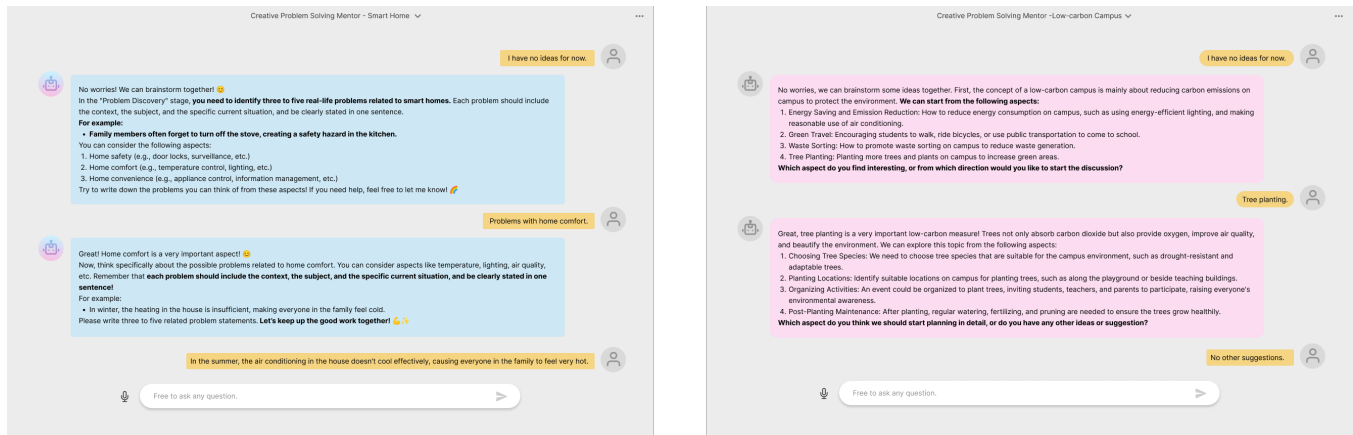 Creative Problem Solving Mentor - Smart Home
I have no ideas for now.
No worries! We can brainstorm together! 😊
In the "Problem Discovery" stage, you need to identify three to five real-life problems related to smart homes. Each problem should include
the context, the subject, and the specific current situation, and be clearly stated in one sentence.
For example:
• Family members often forget to turn off the stove, creating a safety hazard in the kitchen.
You can consider the following aspects:
1. Home safety (e.g., door locks, surveillance, etc.)
2. Home comfort (e.g., temperature control, lighting, etc.)
3. Home convenience (e.g., appliance control, information management, etc.)
Try to write down the problems you can think of from these aspects! If you need help, feel free to let me know! 🌈
Problems with home comfort.
Great! Home comfort is a very important aspect! 😊
Now, think specifically about the possible problems related to home comfort. You can consider aspects like temperature, lighting, air quality,
etc. Remember that each problem should include the context, the subject, and the specific current situation, and be clearly stated in one
sentence!
For example:
• In winter, the heating in the house is insufficient, making everyone in the family feel cold.
Please write three to five related problem statements. Let's keep up the good work together! 💪✨
In the summer, the air conditioning in the house doesn't cool effectively, causing everyone in the family to feel very hot.
Free to ask any question.
Creative Problem Solving Mentor -Low-carbon Campus
I have no ideas for now.
No worries, we can brainstorm some ideas together. First, the concept of a low-carbon campus is mainly about reducing carbon emissions on
campus to protect the environment. We can start from the following aspects:
1. Energy Saving and Emission Reduction: How to reduce energy consumption on campus, such as using energy-efficient lighting, and making
reasonable use of air conditioning.
2. Green Travel: Encouraging students to walk, ride bicycles, or use public transportation to come to school.
3. Waste Sorting: How to promote waste sorting on campus to reduce waste generation.
4. Tree Planting: Planting more trees and plants on campus to increase green areas.
Which aspect do you find interesting, or from which direction would you like to start the discussion?
Tree planting.
Great, tree planting is a very important low-carbon measure! Trees not only absorb carbon dioxide but also provide oxygen, improve air quality,
and beautify the environment. We can explore this topic from the following aspects:
1. Choosing Tree Species: We need to choose tree species that are suitable for the campus environment, such as drought-resistant and
adaptable trees.
2. Planting Locations: Identify suitable locations on campus for planting trees, such as along the playground or beside teaching buildings.
3. Organizing Activities: An event could be organized to plant trees, inviting students, teachers, and parents to participate, raising everyone's
environmental awareness.
4. Post-Planting Maintenance: After planting, regular watering, fertilizing, and pruning are needed to ensure the trees grow healthily.
Which aspect do you think we should start planning in detail, or do you have any other ideas or suggestion?
No other suggestions.
Free to ask any question.